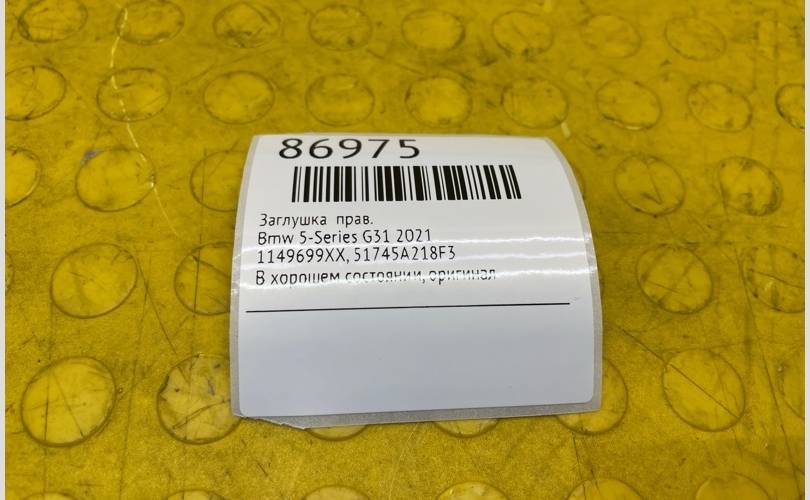 86975
Заглушка прав.
Bmw 5-Series G31 2021
1149699XX, 51745A218F3
В хорошем состоянии, оригинал